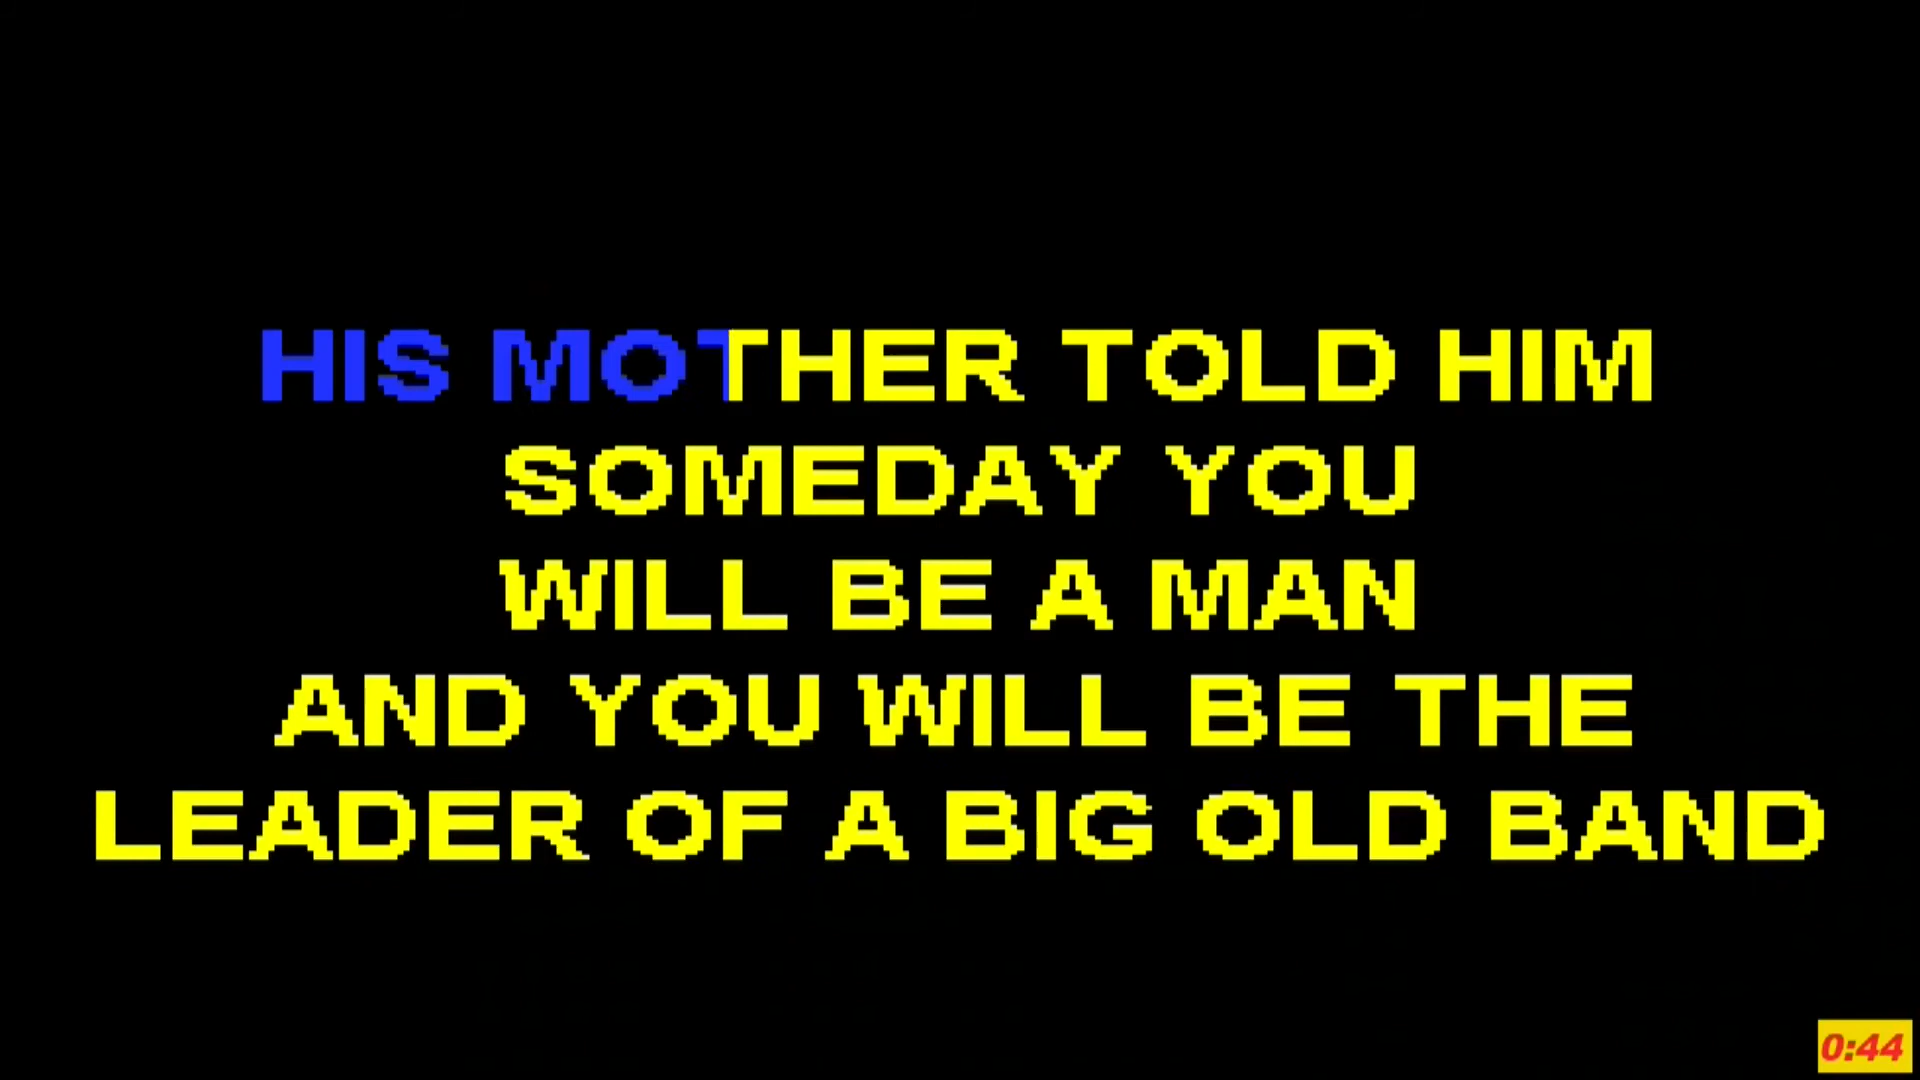 HIS MOTHER TOLD HIM
SOMEDAY YOU
WILL BE A MAN
AND YOU WILL BE THE
LEADER OF A BIG OLD BAND
0:44